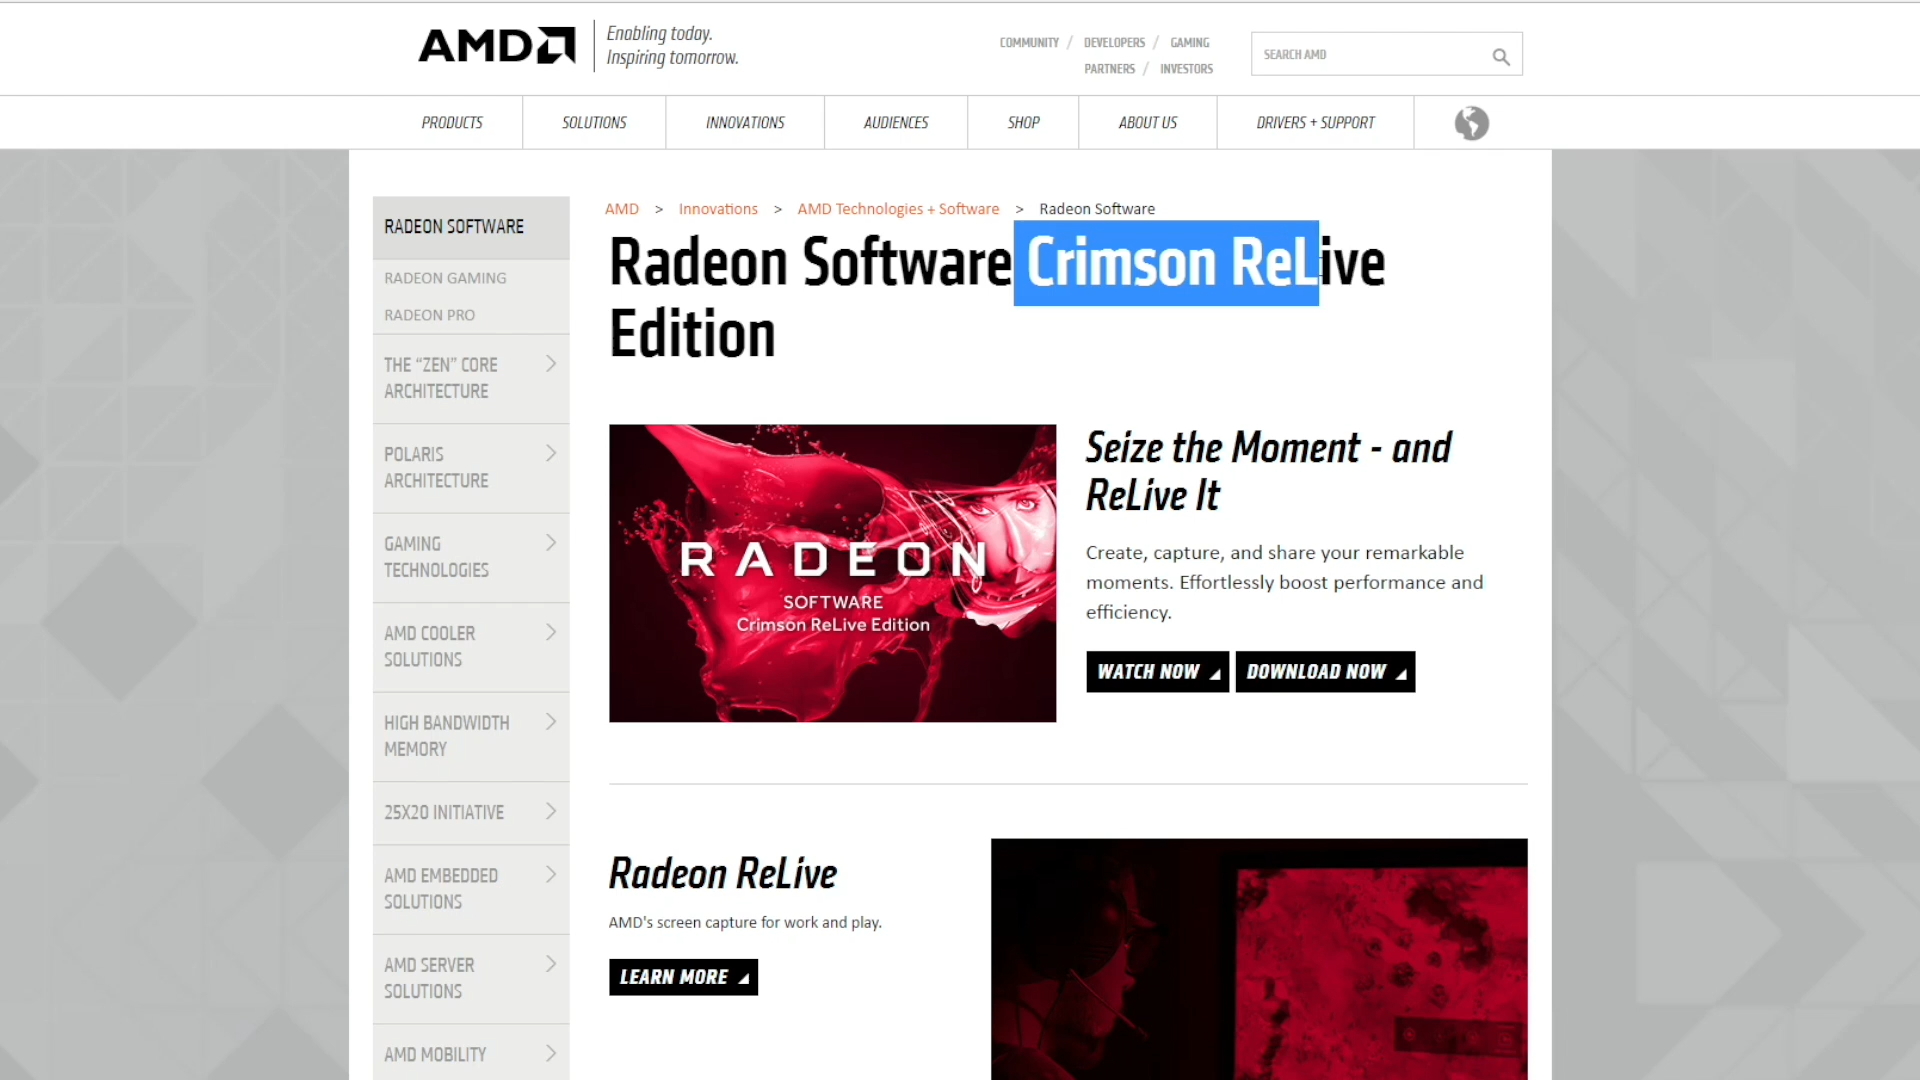 AMD
Enabling today.
Inspiring tomorrow.
COMMUNITY / DEVELOPERS / GAMING
PARTNERS / INVESTORS
SEARCH AMD
PRODUCTS
SOLUTIONS
INNOVATIONS
AUDIENCES
SHOP
ABOUT US
DRIVERS + SUPPORT
RADEON SOFTWARE
RADEON GAMING
RADEON PRO
THE “ZEN” CORE
ARCHITECTURE
POLARIS
ARCHITECTURE
GAMING
TECHNOLOGIES
AMD COOLER
SOLUTIONS
HIGH BANDWIDTH
MEMORY
25X20 INITIATIVE
AMD EMBEDDED
SOLUTIONS
AMD SERVER
SOLUTIONS
AMD MOBILITY
AMD > Innovations > AMD Technologies + Software > Radeon Software
Radeon Software Crimson ReLive
Edition
RADEON
SOFTWARE
Crimson ReLive Edition
Seize the Moment - and
ReLive It
Create, capture, and share your remarkable
moments. Effortlessly boost performance and
efficiency.
WATCH NOW
DOWNLOAD NOW
Radeon ReLive
AMD's screen capture for work and play.
LEARN MORE